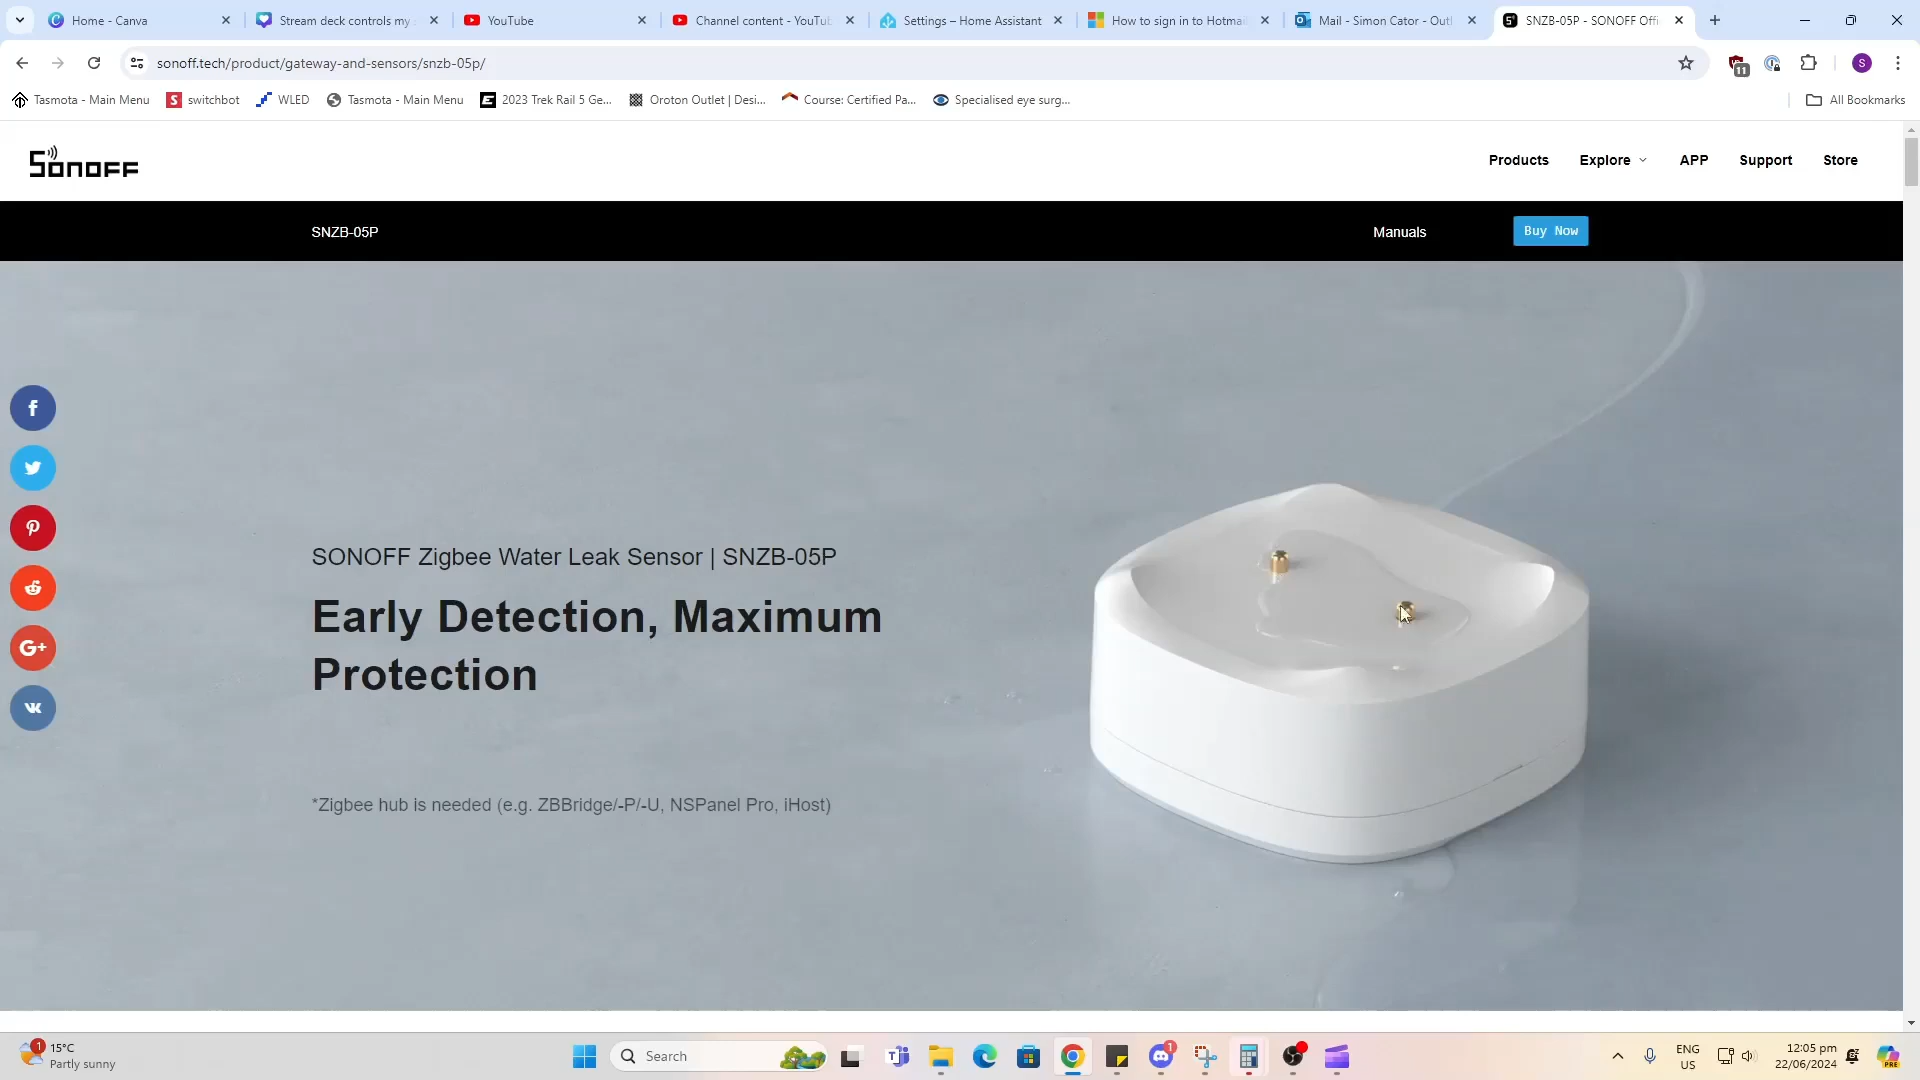 Home - Canva
Stream deck controls my
YouTube
Channel content - YouTub
Settings – Home Assistant
How to sign in to Hotmai
Mail - Simon Cator - Outl
SNZB-05P - SONOFF Offi
sonoff.tech/product/gateway-and-sensors/snzb-05p/
11
S
Tasmota - Main Menu
switchbot
WLED
Tasmota - Main Menu
2023 Trek Rail 5 Ge...
Oroton Outlet | Desi...
Course: Certified Pa...
Specialised eye surg...
All Bookmarks
SONOFF
Products
Explore
APP
Support
Store
SNZB-05P
Manuals
Buy Now
SONOFF Zigbee Water Leak Sensor | SNZB-05P
Early Detection, Maximum
Protection
*Zigbee hub is needed (e.g. ZBBridge/-P/-U, NSPanel Pro, iHost)
1
15°C
Partly sunny
Search
1
ENG
US
12:05 pm
22/06/2024
PRE